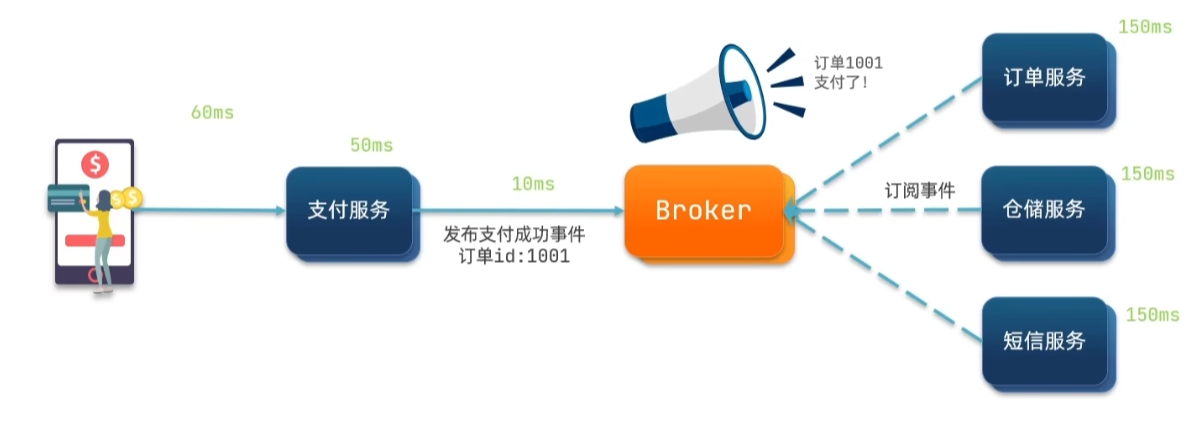 60ms
50ms
支付服务
10ms
发布支付成功事件
订单id:1001
Broker
订单1001
支付了!
订阅事件
150ms
订单服务
150ms
仓储服务
150ms
短信服务